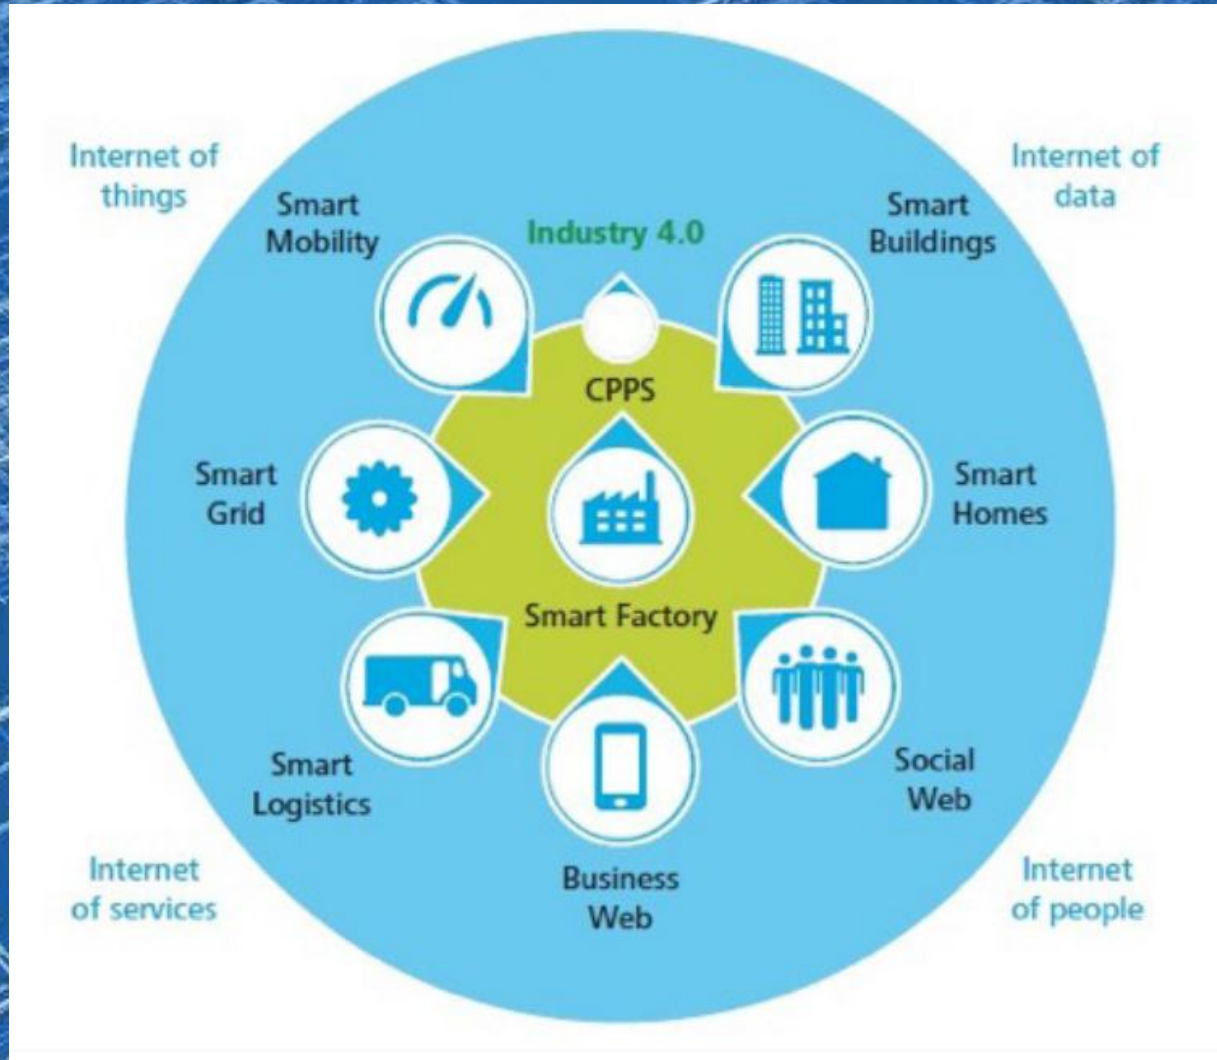 Internet of
things
Internet of
data
Smart
Mobility
Industry 4.0
Smart
Buildings
CPPS
Smart
Grid
Smart
Homes
Smart Factory
Smart
Logistics
Social
Web
Business
Web
Internet
of services
Internet
of people